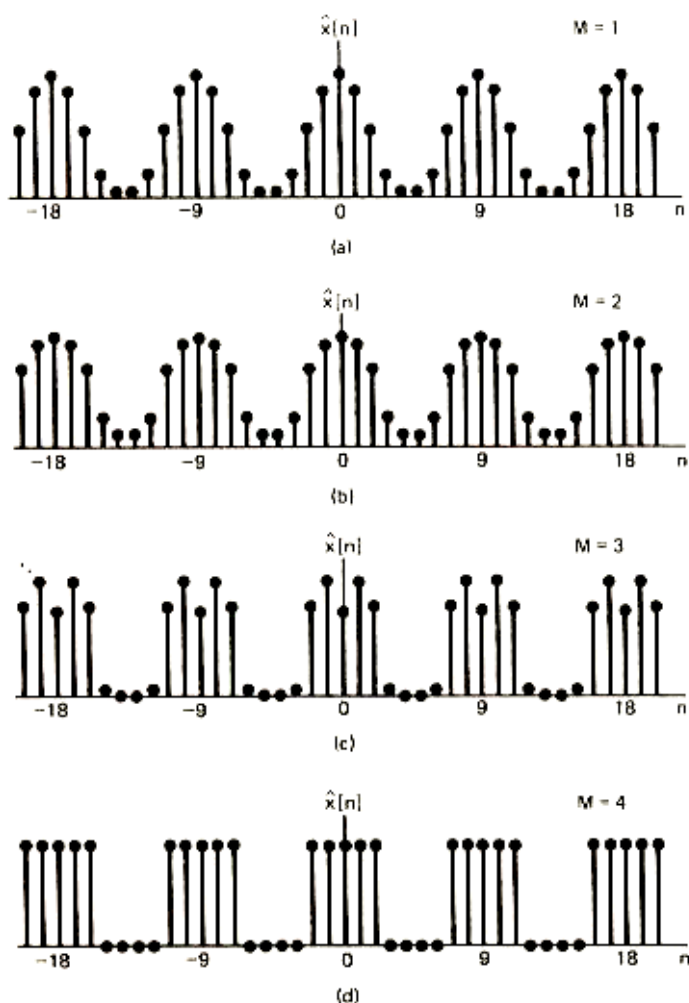 x̂[n] M = 1
−18 −9 0 9 18 n
(a)
x̂[n] M = 2
−18 −9 0 9 18 n
(b)
x̂[n] M = 3
−18 −9 0 9 18 n
(c)
x̂[n] M = 4
−18 −9 0 9 18 n
(d)